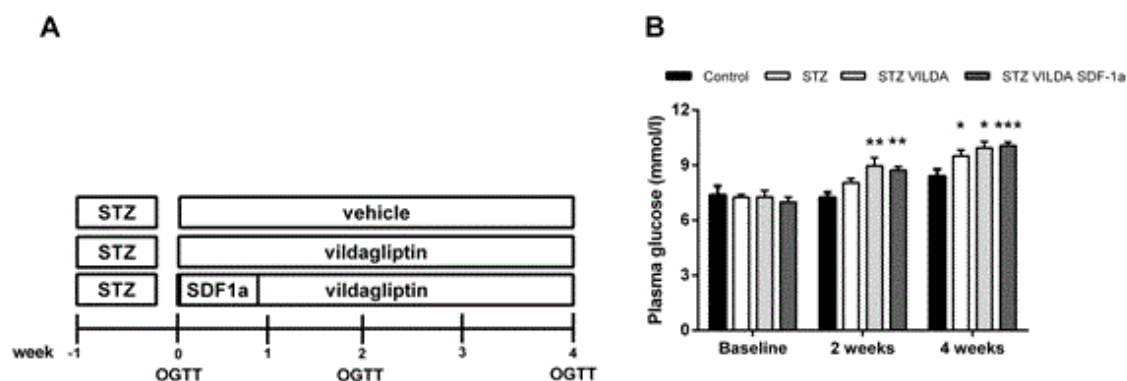 A
STZ vehicle
STZ vildagliptin
STZ SDF1a vildagliptin
week -1 0 1 2 3 4
OGTT OGTT OGTT
B
Control STZ STZ VILDA STZ VILDA SDF-1a
Plasma glucose (mmol/l)
12
9
6
3
0
** **
* * ***
Baseline 2 weeks 4 weeks